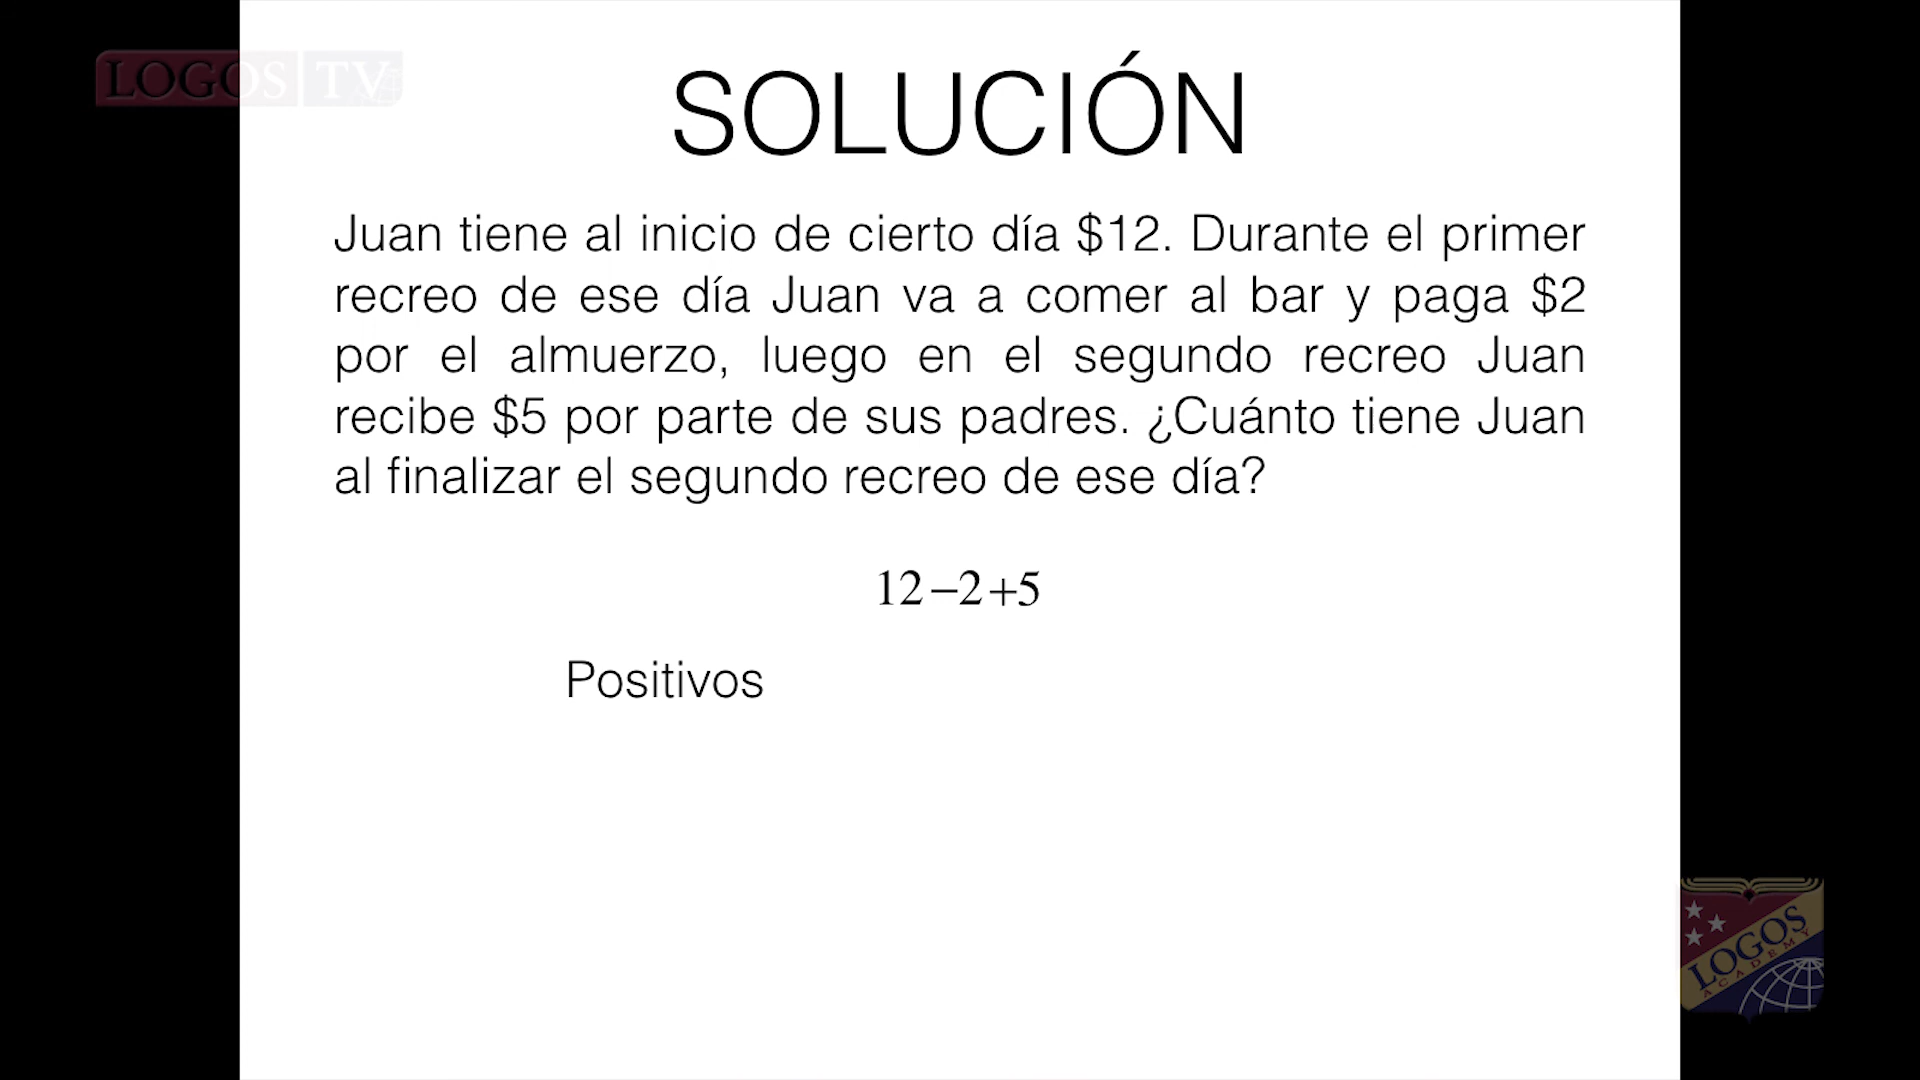 LOGOS TV
SOLUCIÓN
Juan tiene al inicio de cierto día $12. Durante el primer
recreo de ese día Juan va a comer al bar y paga $2
por el almuerzo, luego en el segundo recreo Juan
recibe $5 por parte de sus padres. ¿Cuánto tiene Juan
al finalizar el segundo recreo de ese día?
12−2+5
Positivos
LOGOS
ACADEMY